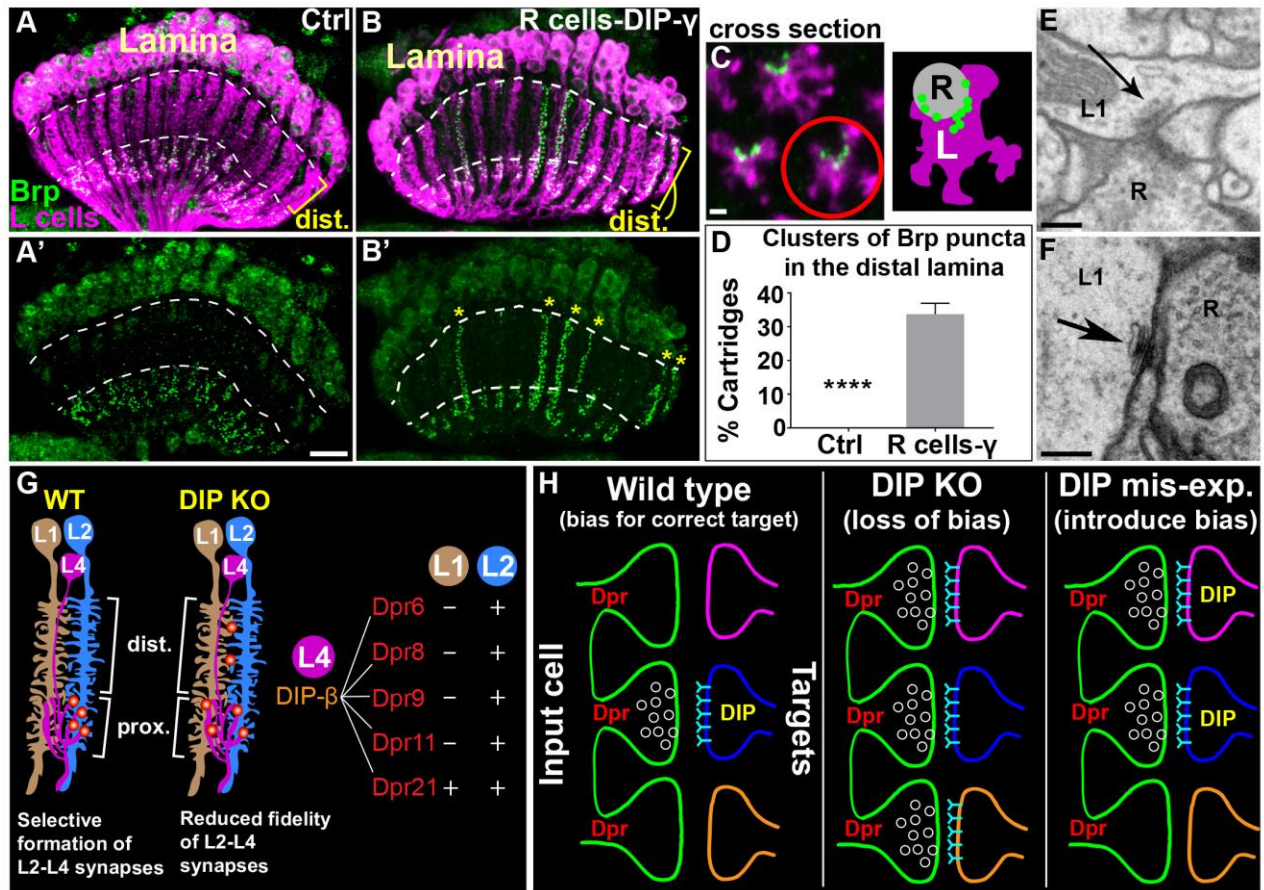 A
Ctrl
Lamina
Brp
L cells
dist.
B
R cells-DIP-γ
Lamina
dist.
A'
B'
* * * * * *
cross section
C
R
L
D
Clusters of Brp puncta
in the distal lamina
% Cartridges
40
30
20
10
0
****
Ctrl
R cells-γ
E
L1
R
F
L1
R
G
WT
DIP KO
L1
L2
L4
L1
L2
L4
dist.
prox.
Selective
formation of
L2-L4 synapses
Reduced fidelity
of L2-L4
synapses
L1 L2
Dpr6 – +
Dpr8 – +
L4
Dpr9 – +
DIP-β
Dpr11 – +
Dpr21 + +
H
Wild type
(bias for correct target)
Input cell
Dpr
Dpr
DIP
Dpr
Targets
DIP KO
(loss of bias)
Dpr
Dpr
Dpr
DIP mis-exp.
(introduce bias)
Dpr
DIP
Dpr
DIP
Dpr